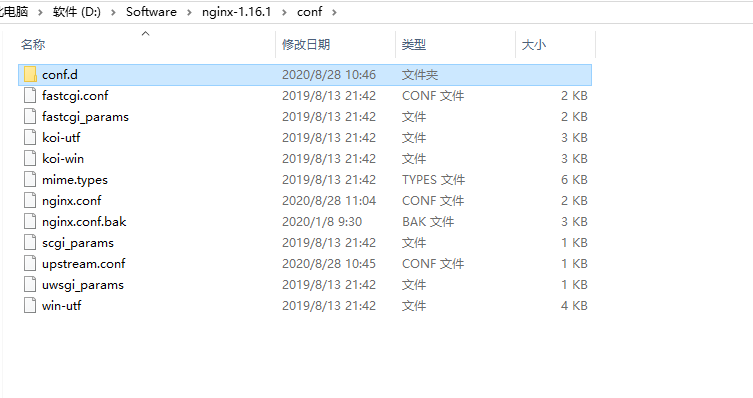 此电脑 > 软件 (D:) > Software > nginx-1.16.1 > conf >
名称 修改日期 类型 大小
conf.d 2020/8/28 10:46 文件夹
fastcgi.conf 2019/8/13 21:42 CONF 文件 2 KB
fastcgi_params 2019/8/13 21:42 文件 2 KB
koi-utf 2019/8/13 21:42 文件 3 KB
koi-win 2019/8/13 21:42 文件 3 KB
mime.types 2019/8/13 21:42 TYPES 文件 6 KB
nginx.conf 2020/8/28 11:04 CONF 文件 2 KB
nginx.conf.bak 2020/1/8 9:30 BAK 文件 3 KB
scgi_params 2019/8/13 21:42 文件 1 KB
upstream.conf 2020/8/28 10:45 CONF 文件 1 KB
uwsgi_params 2019/8/13 21:42 文件 1 KB
win-utf 2019/8/13 21:42 文件 4 KB